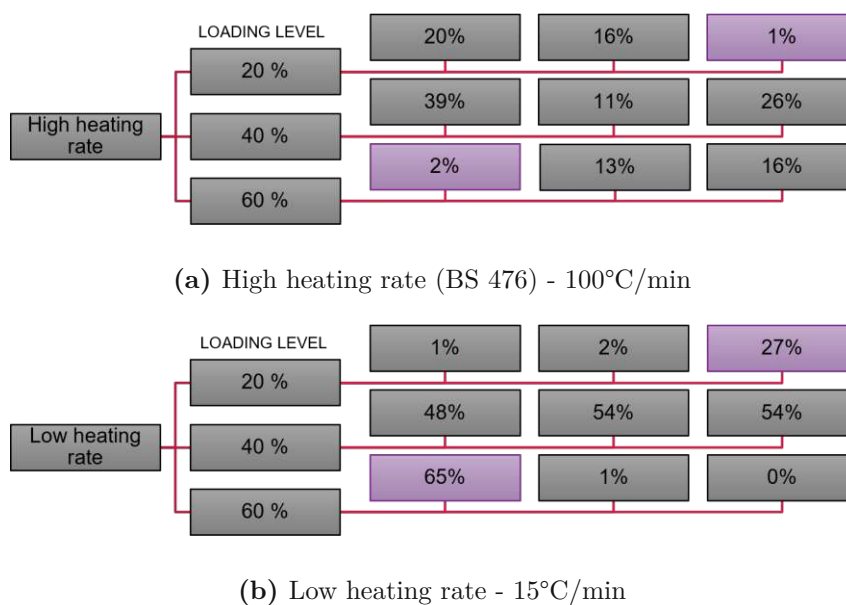 LOADING LEVEL
20% 16% 1%
20 %
39% 11% 26%
High heating
rate
40 %
2% 13% 16%
60 %
(a) High heating rate (BS 476) - 100°C/min
LOADING LEVEL
1% 2% 27%
20 %
48% 54% 54%
Low heating
rate
40 %
65% 1% 0%
60 %
(b) Low heating rate - 15°C/min